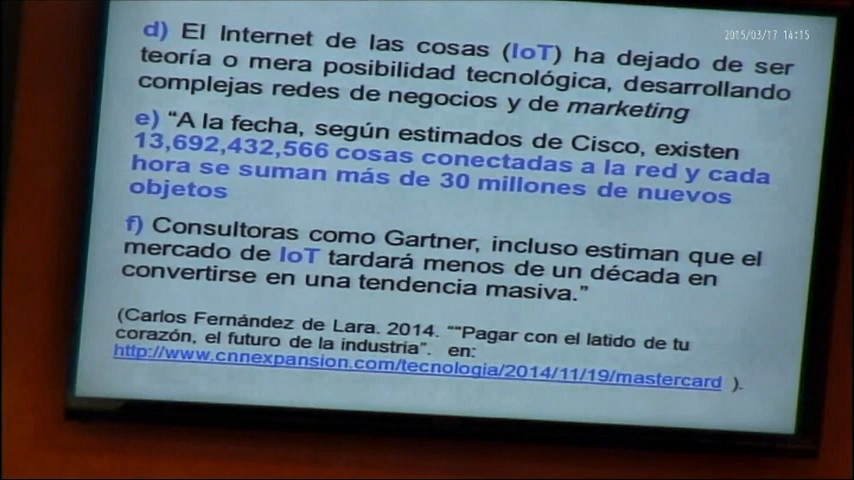 2015/03/17 14:15
d) El Internet de las cosas (IoT) ha dejado de ser
teoría o mera posibilidad tecnológica, desarrollando
complejas redes de negocios y de marketing
e) “A la fecha, según estimados de Cisco, existen
13,692,432,566 cosas conectadas a la red y cada
hora se suman más de 30 millones de nuevos
objetos
f) Consultoras como Gartner, incluso estiman que el
mercado de IoT tardará menos de un década en
convertirse en una tendencia masiva.”
(Carlos Fernández de Lara. 2014. ““Pagar con el latido de tu
corazón, el futuro de la industria”. en:
http://www.cnnexpansion.com/tecnologia/2014/11/19/mastercard ).